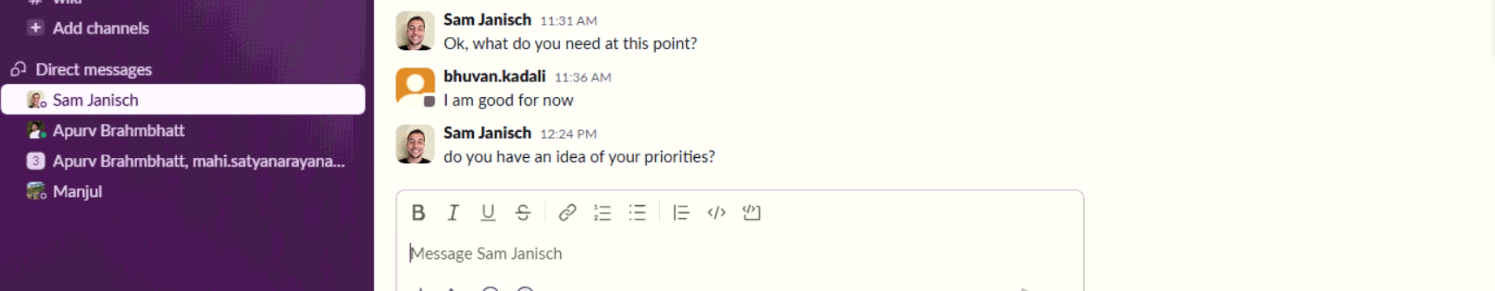 wiki
+ Add channels
Direct messages
Sam Janisch
Apurv Brahmbhatt
3 Apurv Brahmbhatt, mahi.satyanarayana...
Manjul
Sam Janisch 11:31 AM
Ok, what do you need at this point?
bhuvan.kadali 11:36 AM
I am good for now
Sam Janisch 12:24 PM
do you have an idea of your priorities?
B I U S
Message Sam Janisch